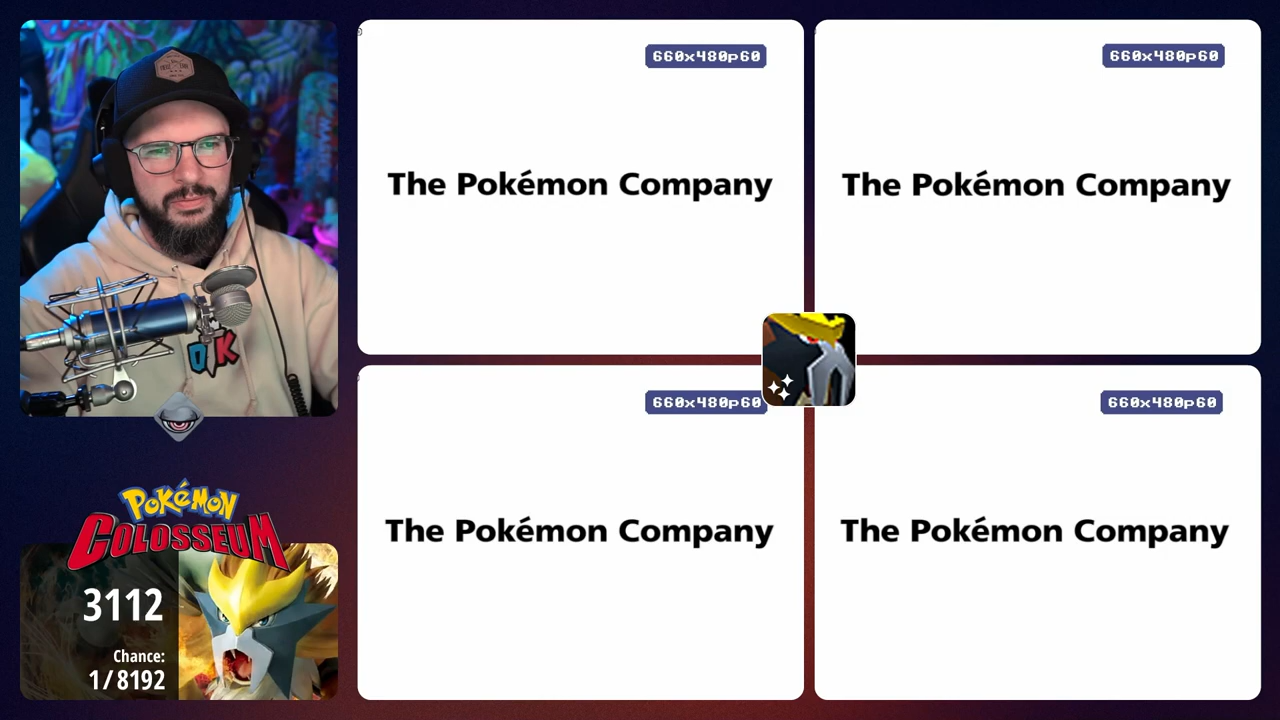 660x480p60
The Pokémon Company
660x480p60
The Pokémon Company
660x480p60
The Pokémon Company
660x480p60
The Pokémon Company
POKéMON
COLOSSEUM
3112
Chance:
1/8192